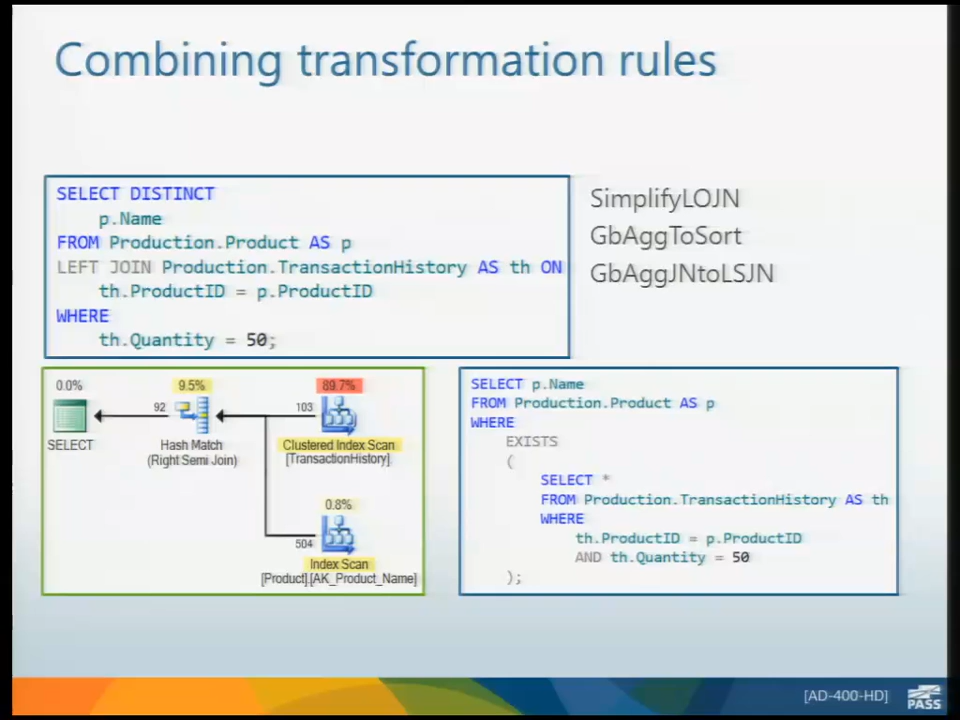 Combining transformation rules
SELECT DISTINCT
p.Name
FROM Production.Product AS p
LEFT JOIN Production.TransactionHistory AS th ON
th.ProductID = p.ProductID
WHERE
th.Quantity = 50;
SimplifyLOJN
GbAggToSort
GbAggJNtoLSJN
0.0%
9.5%
89.7%
92
103
SELECT
Hash Match
(Right Semi Join)
Clustered Index Scan
[TransactionHistory].
0.8%
504
Index Scan
[Product].[AK_Product_Name]
SELECT p.Name
FROM Production.Product AS p
WHERE
EXISTS
(
SELECT *
FROM Production.TransactionHistory AS th
WHERE
th.ProductID = p.ProductID
AND th.Quantity = 50
);
[AD-400-HD]
PASS